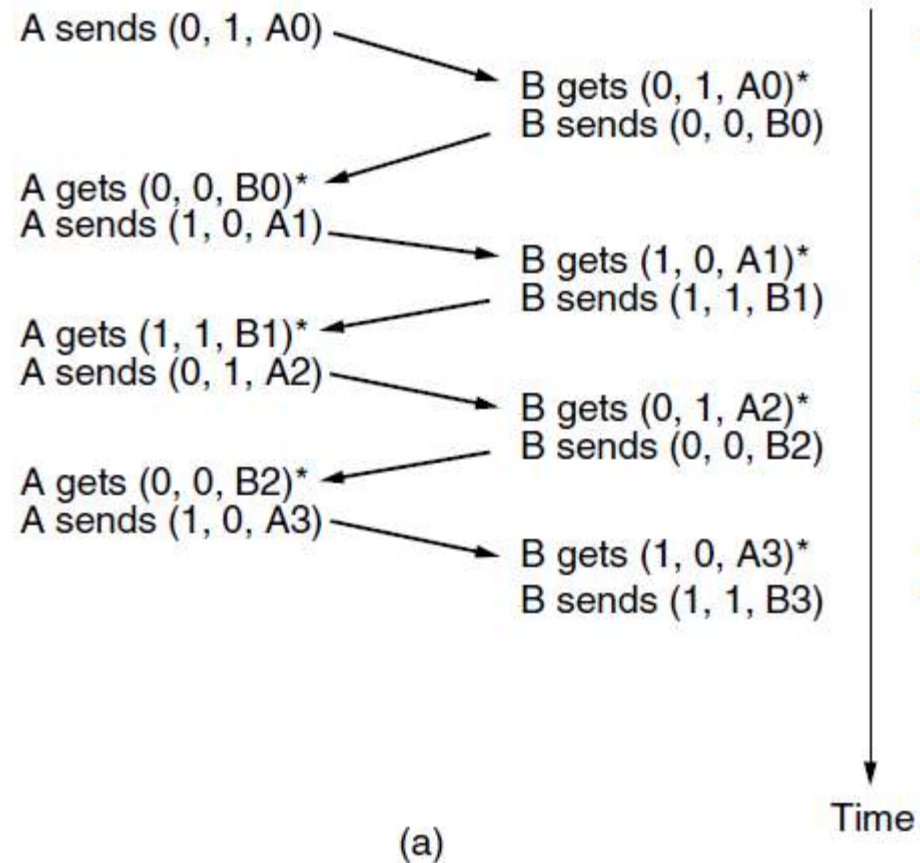 A sends (0, 1, A0)
B gets (0, 1, A0)*
B sends (0, 0, B0)
A gets (0, 0, B0)*
A sends (1, 0, A1)
B gets (1, 0, A1)*
B sends (1, 1, B1)
A gets (1, 1, B1)*
A sends (0, 1, A2)
B gets (0, 1, A2)*
B sends (0, 0, B2)
A gets (0, 0, B2)*
A sends (1, 0, A3)
B gets (1, 0, A3)*
B sends (1, 1, B3)
Time
(a)